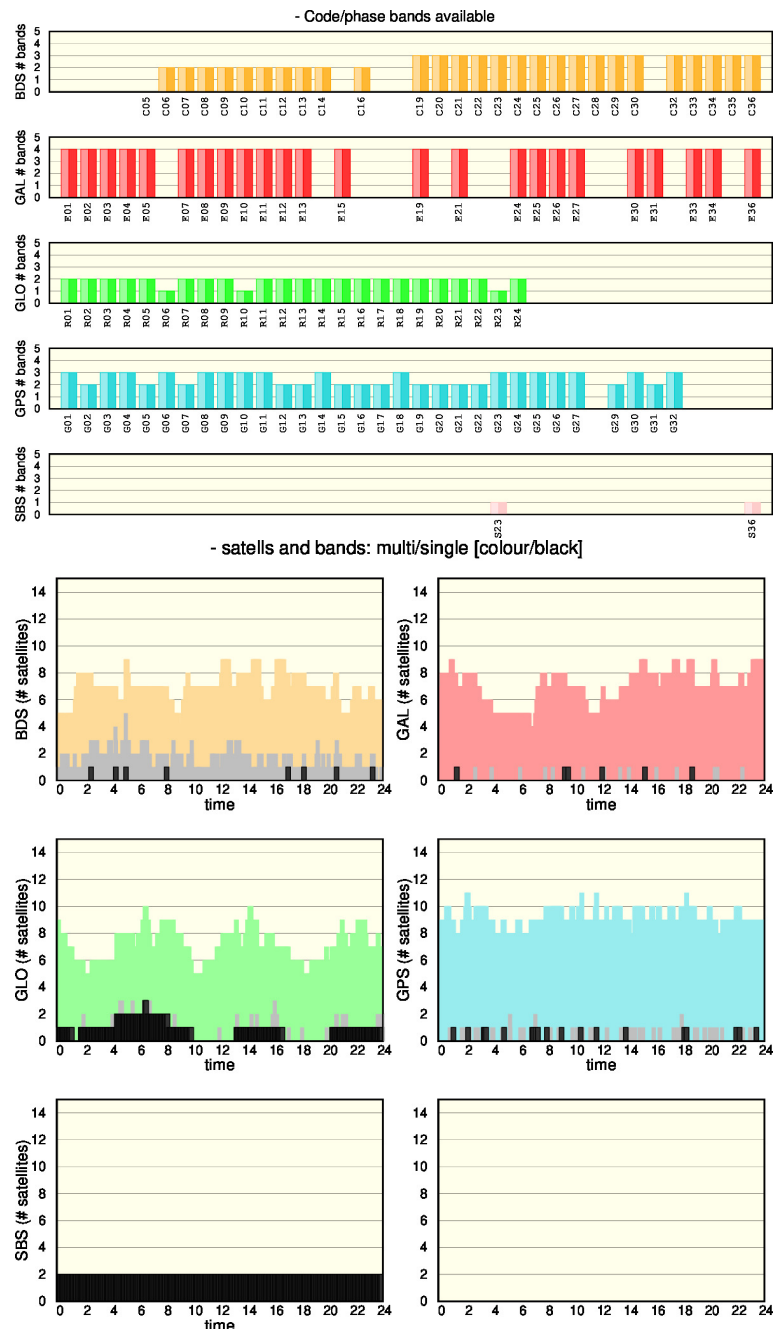 - Code/phase bands available
BDS # bands
5
4
3
2
1
0
C05 C06 C07 C08 C09 C10 C11 C12 C13 C14 C16 C19 C20 C21 C22 C23 C24 C25 C26 C27 C28 C29 C30 C32 C33 C34 C35 C36
GAL # bands
5
4
3
2
1
0
E01 E02 E03 E04 E05 E07 E08 E09 E10 E11 E12 E13 E15 E19 E21 E24 E25 E26 E27 E30 E31 E33 E34 E36
GLO # bands
5
4
3
2
1
0
R01 R02 R03 R04 R05 R06 R07 R08 R09 R10 R11 R12 R13 R14 R15 R16 R17 R18 R19 R20 R21 R22 R23 R24
GPS # bands
5
4
3
2
1
0
G01 G02 G03 G04 G05 G06 G07 G08 G09 G10 G11 G12 G13 G14 G15 G16 G17 G18 G19 G20 G21 G22 G23 G24 G25 G26 G27 G29 G30 G31 G32
SBS # bands
5
4
3
2
1
0
S23 S36
- satells and bands: multi/single [colour/black]
BDS (# satellites)
14
12
10
8
6
4
2
0
0 2 4 6 8 10 12 14 16 18 20 22 24
time
GAL (# satellites)
14
12
10
8
6
4
2
0
0 2 4 6 8 10 12 14 16 18 20 22 24
time
GLO (# satellites)
14
12
10
8
6
4
2
0
0 2 4 6 8 10 12 14 16 18 20 22 24
time
GPS (# satellites)
14
12
10
8
6
4
2
0
0 2 4 6 8 10 12 14 16 18 20 22 24
time
SBS (# satellites)
14
12
10
8
6
4
2
0
0 2 4 6 8 10 12 14 16 18 20 22 24
time
14
12
10
8
6
4
2
0
0 2 4 6 8 10 12 14 16 18 20 22 24